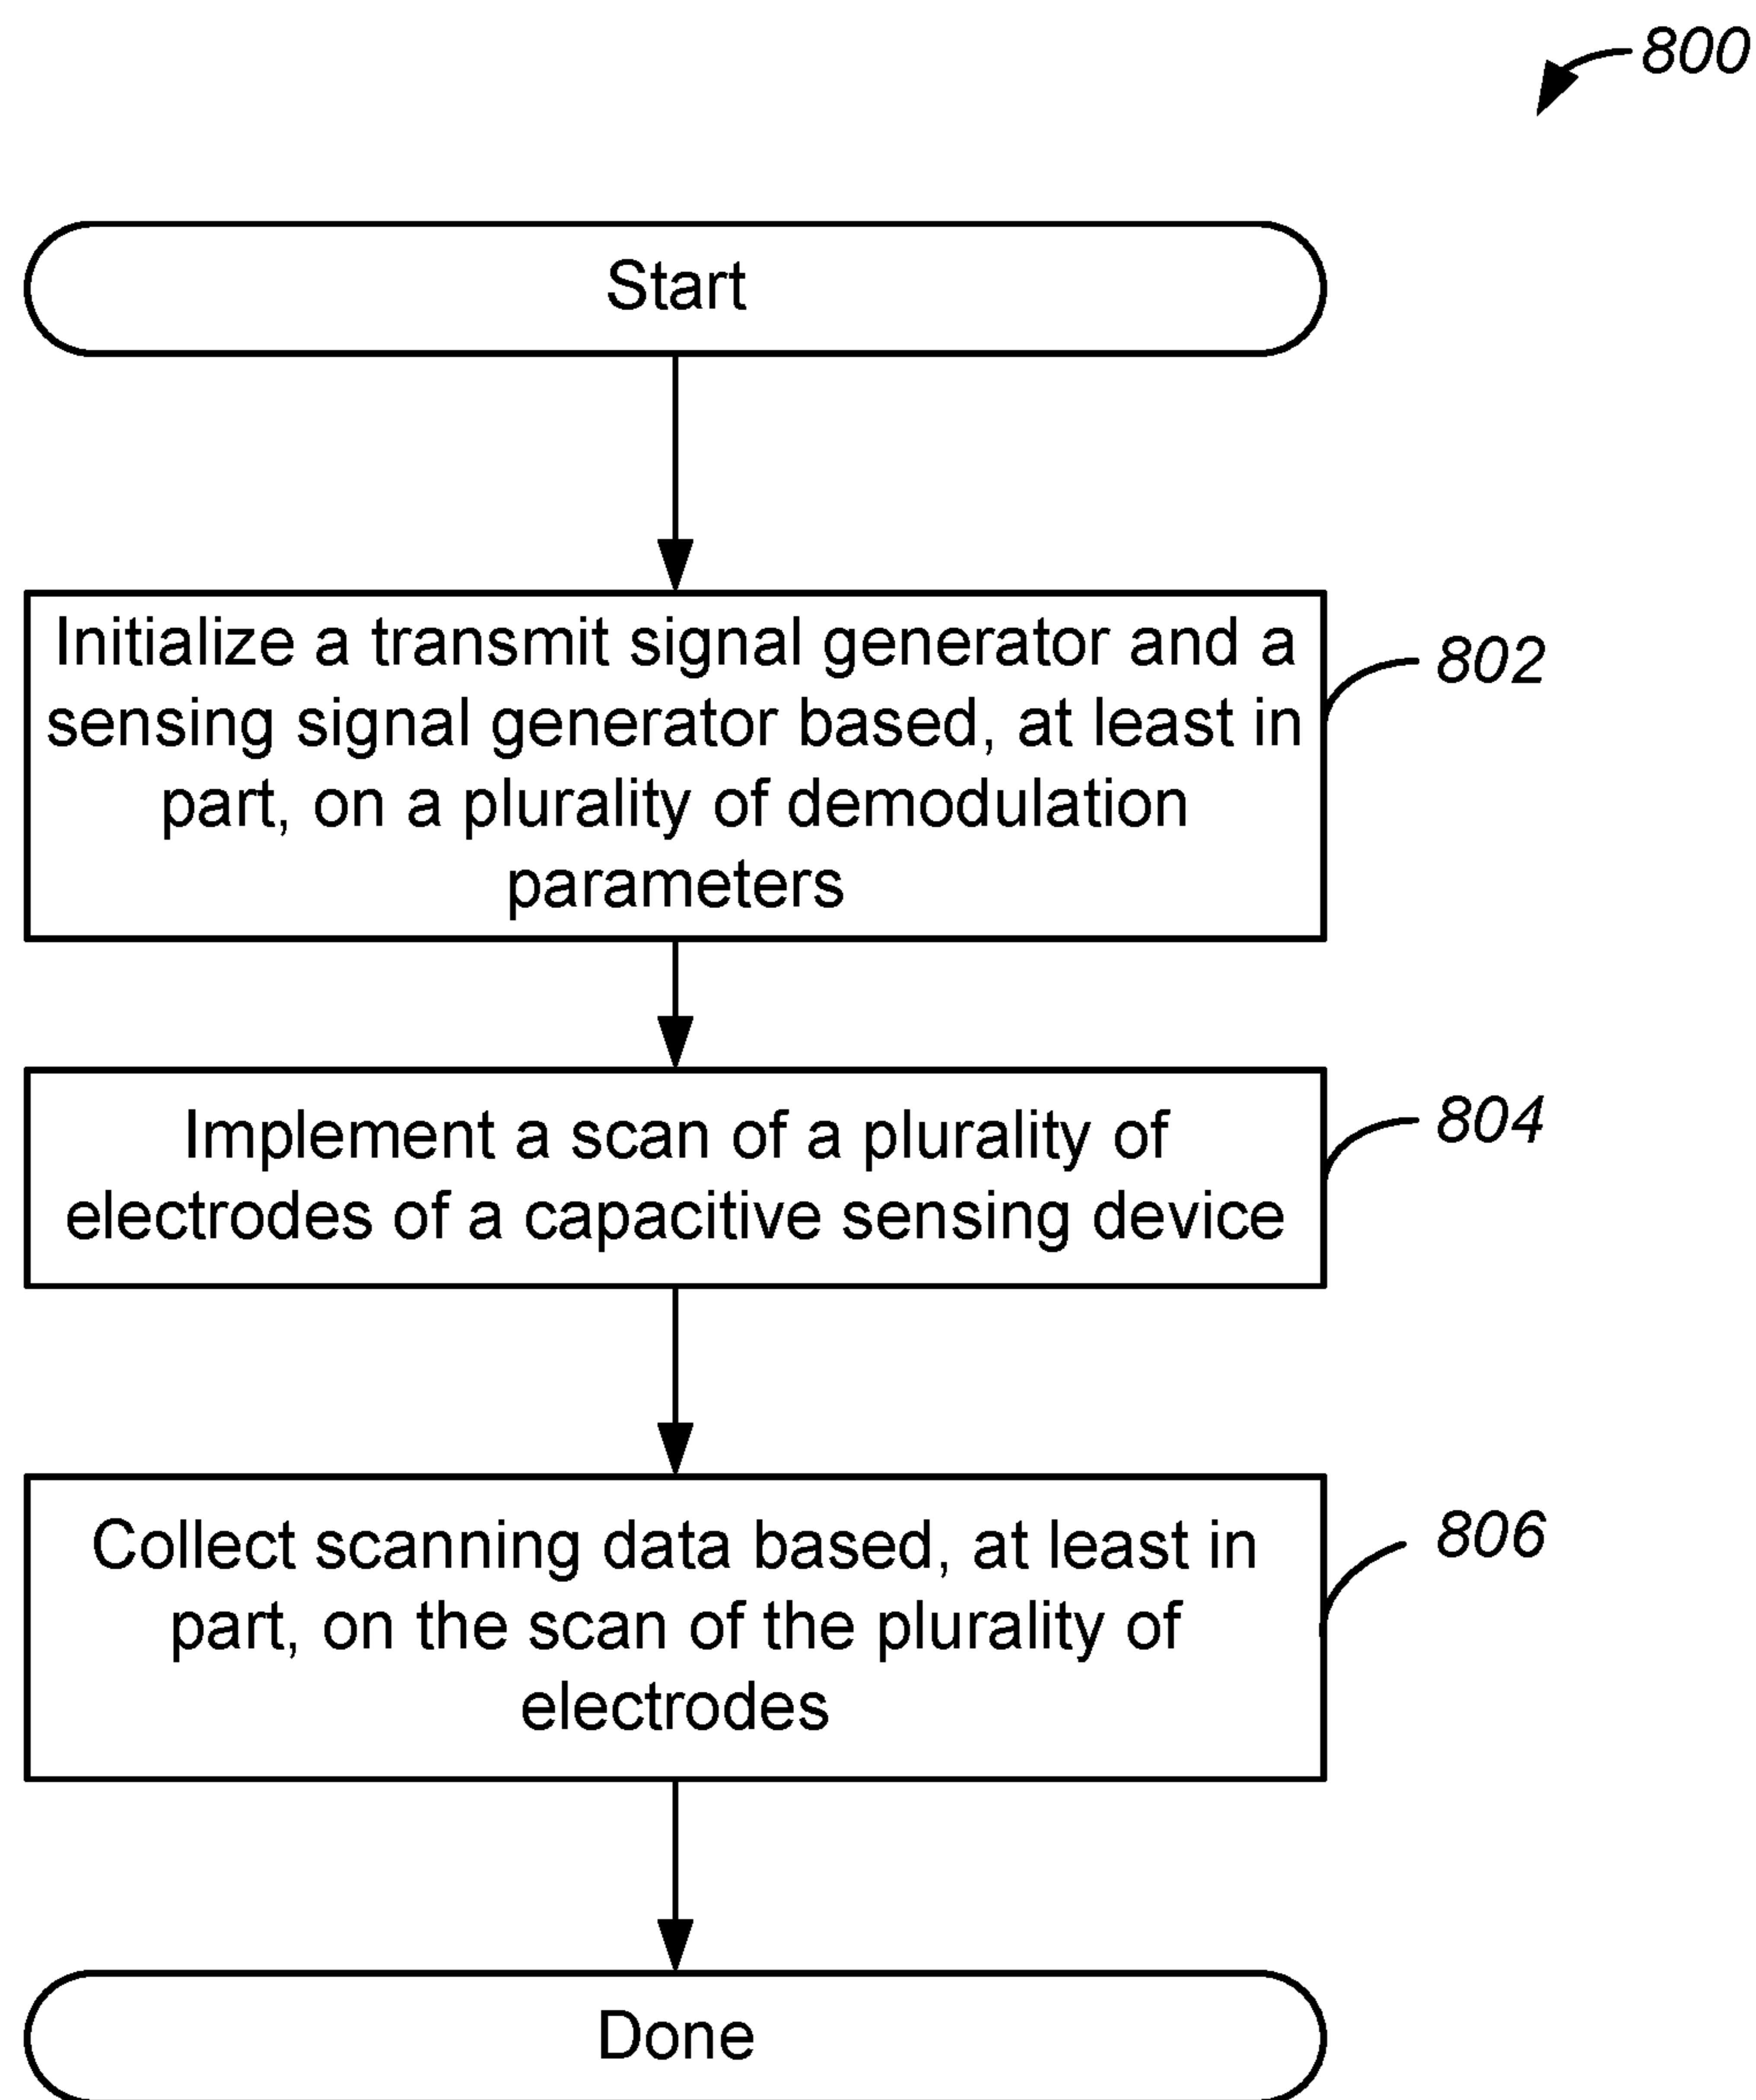 800
Start
Initialize a transmit signal generator and a
sensing signal generator based, at least in
part, on a plurality of demodulation
parameters
802
Implement a scan of a plurality of
electrodes of a capacitive sensing device
804
Collect scanning data based, at least in
part, on the scan of the plurality of
electrodes
806
Done